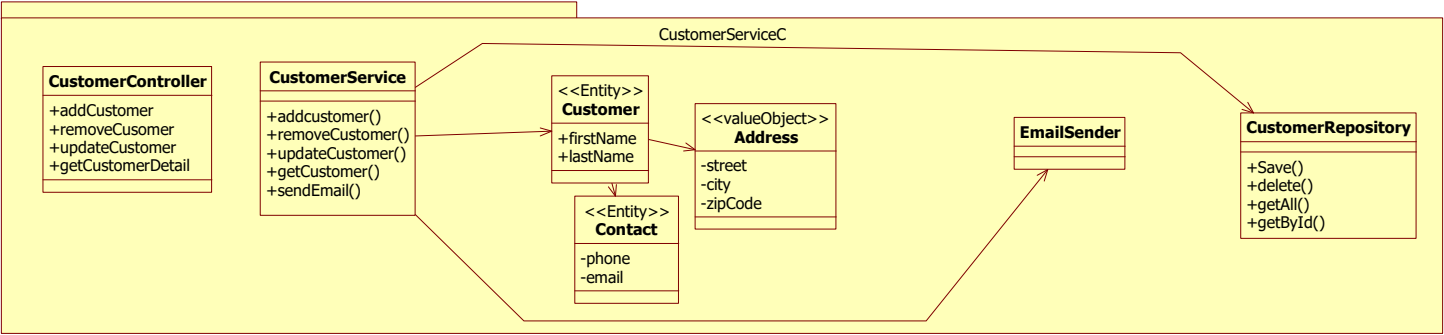 CustomerServiceC
CustomerController
+addCustomer
+removeCusomer
+updateCustomer
+getCustomerDetail
CustomerService
+addcustomer()
+removeCustomer()
+updateCustomer()
+getCustomer()
+sendEmail()
<<Entity>>
Customer
+firstName
+lastName
<<Entity>>
Contact
-phone
-email
<<valueObject>>
Address
-street
-city
-zipCode
EmailSender
CustomerRepository
+Save()
+delete()
+getAll()
+getById()